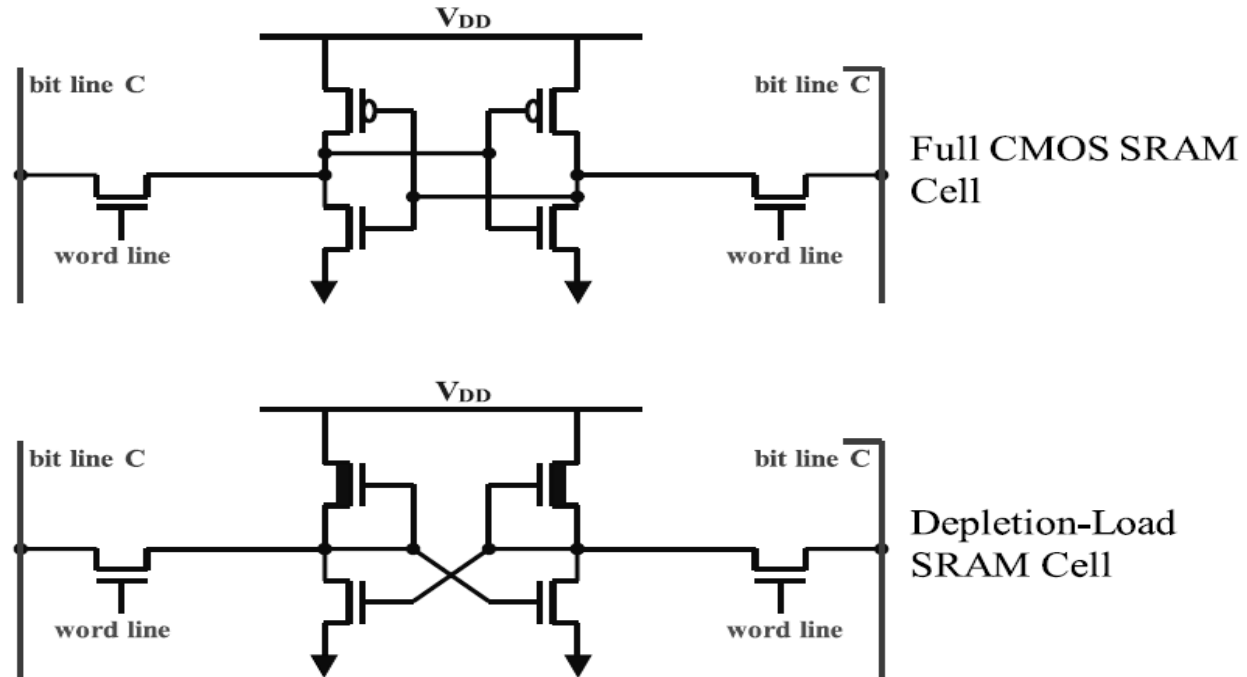 VDD
bit line C
bit line C̅
Full CMOS SRAM
Cell
word line
word line
VDD
bit line C
bit line C̅
Depletion-Load
SRAM Cell
word line
word line